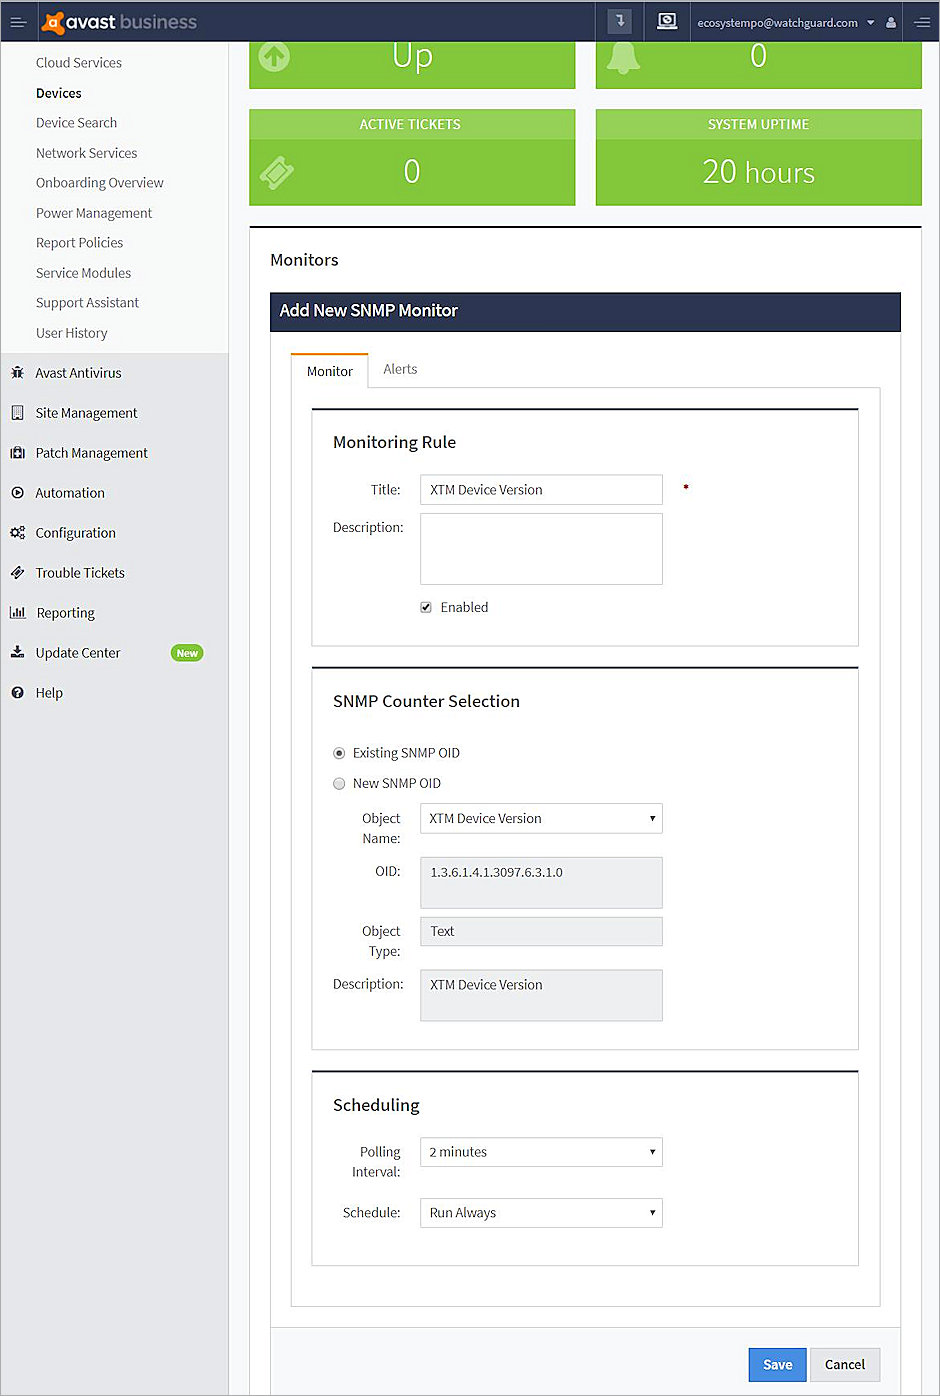 avast business
ecosystempo@watchguard.com
Cloud Services
Devices
Device Search
Network Services
Onboarding Overview
Power Management
Report Policies
Service Modules
Support Assistant
User History
Avast Antivirus
Site Management
Patch Management
Automation
Configuration
Trouble Tickets
Reporting
Update Center New
Help
Up
0
ACTIVE TICKETS
0
SYSTEM UPTIME
20 hours
Monitors
Add New SNMP Monitor
Monitor Alerts
Monitoring Rule
Title: XTM Device Version *
Description:
Enabled
SNMP Counter Selection
Existing SNMP OID
New SNMP OID
Object Name: XTM Device Version
OID: 1.3.6.1.4.1.3097.6.3.1.0
Object Type: Text
Description: XTM Device Version
Scheduling
Polling Interval: 2 minutes
Schedule: Run Always
Save Cancel